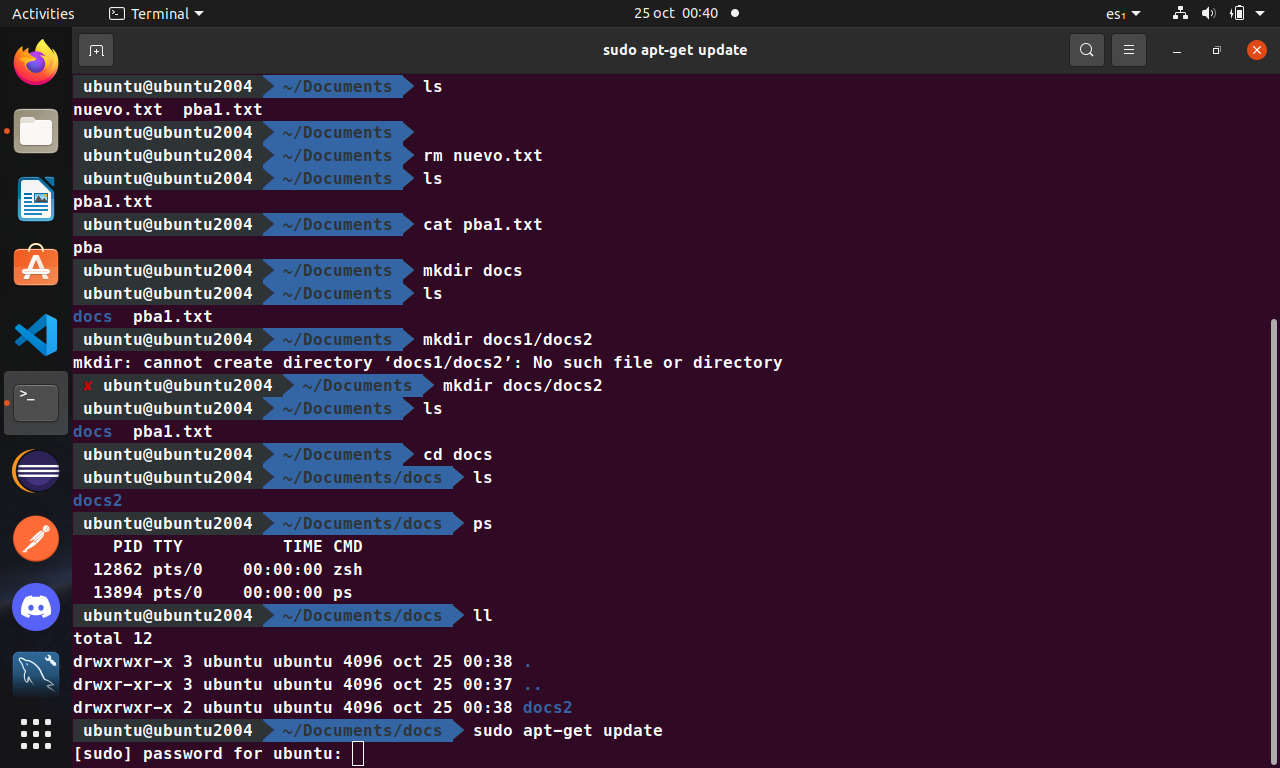 Activities Terminal 25 oct 00:40 es₁
sudo apt-get update
ubuntu@ubuntu2004 ~/Documents ls
nuevo.txt pba1.txt
ubuntu@ubuntu2004 ~/Documents
ubuntu@ubuntu2004 ~/Documents rm nuevo.txt
ubuntu@ubuntu2004 ~/Documents ls
pba1.txt
ubuntu@ubuntu2004 ~/Documents cat pba1.txt
pba
ubuntu@ubuntu2004 ~/Documents mkdir docs
ubuntu@ubuntu2004 ~/Documents ls
docs pba1.txt
ubuntu@ubuntu2004 ~/Documents mkdir docs1/docs2
mkdir: cannot create directory ‘docs1/docs2’: No such file or directory
✘ ubuntu@ubuntu2004 ~/Documents mkdir docs/docs2
ubuntu@ubuntu2004 ~/Documents ls
docs pba1.txt
ubuntu@ubuntu2004 ~/Documents cd docs
ubuntu@ubuntu2004 ~/Documents/docs ls
docs2
ubuntu@ubuntu2004 ~/Documents/docs ps
PID TTY TIME CMD
12862 pts/0 00:00:00 zsh
13894 pts/0 00:00:00 ps
ubuntu@ubuntu2004 ~/Documents/docs ll
total 12
drwxrwxr-x 3 ubuntu ubuntu 4096 oct 25 00:38 .
drwxr-xr-x 3 ubuntu ubuntu 4096 oct 25 00:37 ..
drwxrwxr-x 2 ubuntu ubuntu 4096 oct 25 00:38 docs2
ubuntu@ubuntu2004 ~/Documents/docs sudo apt-get update
[sudo] password for ubuntu: